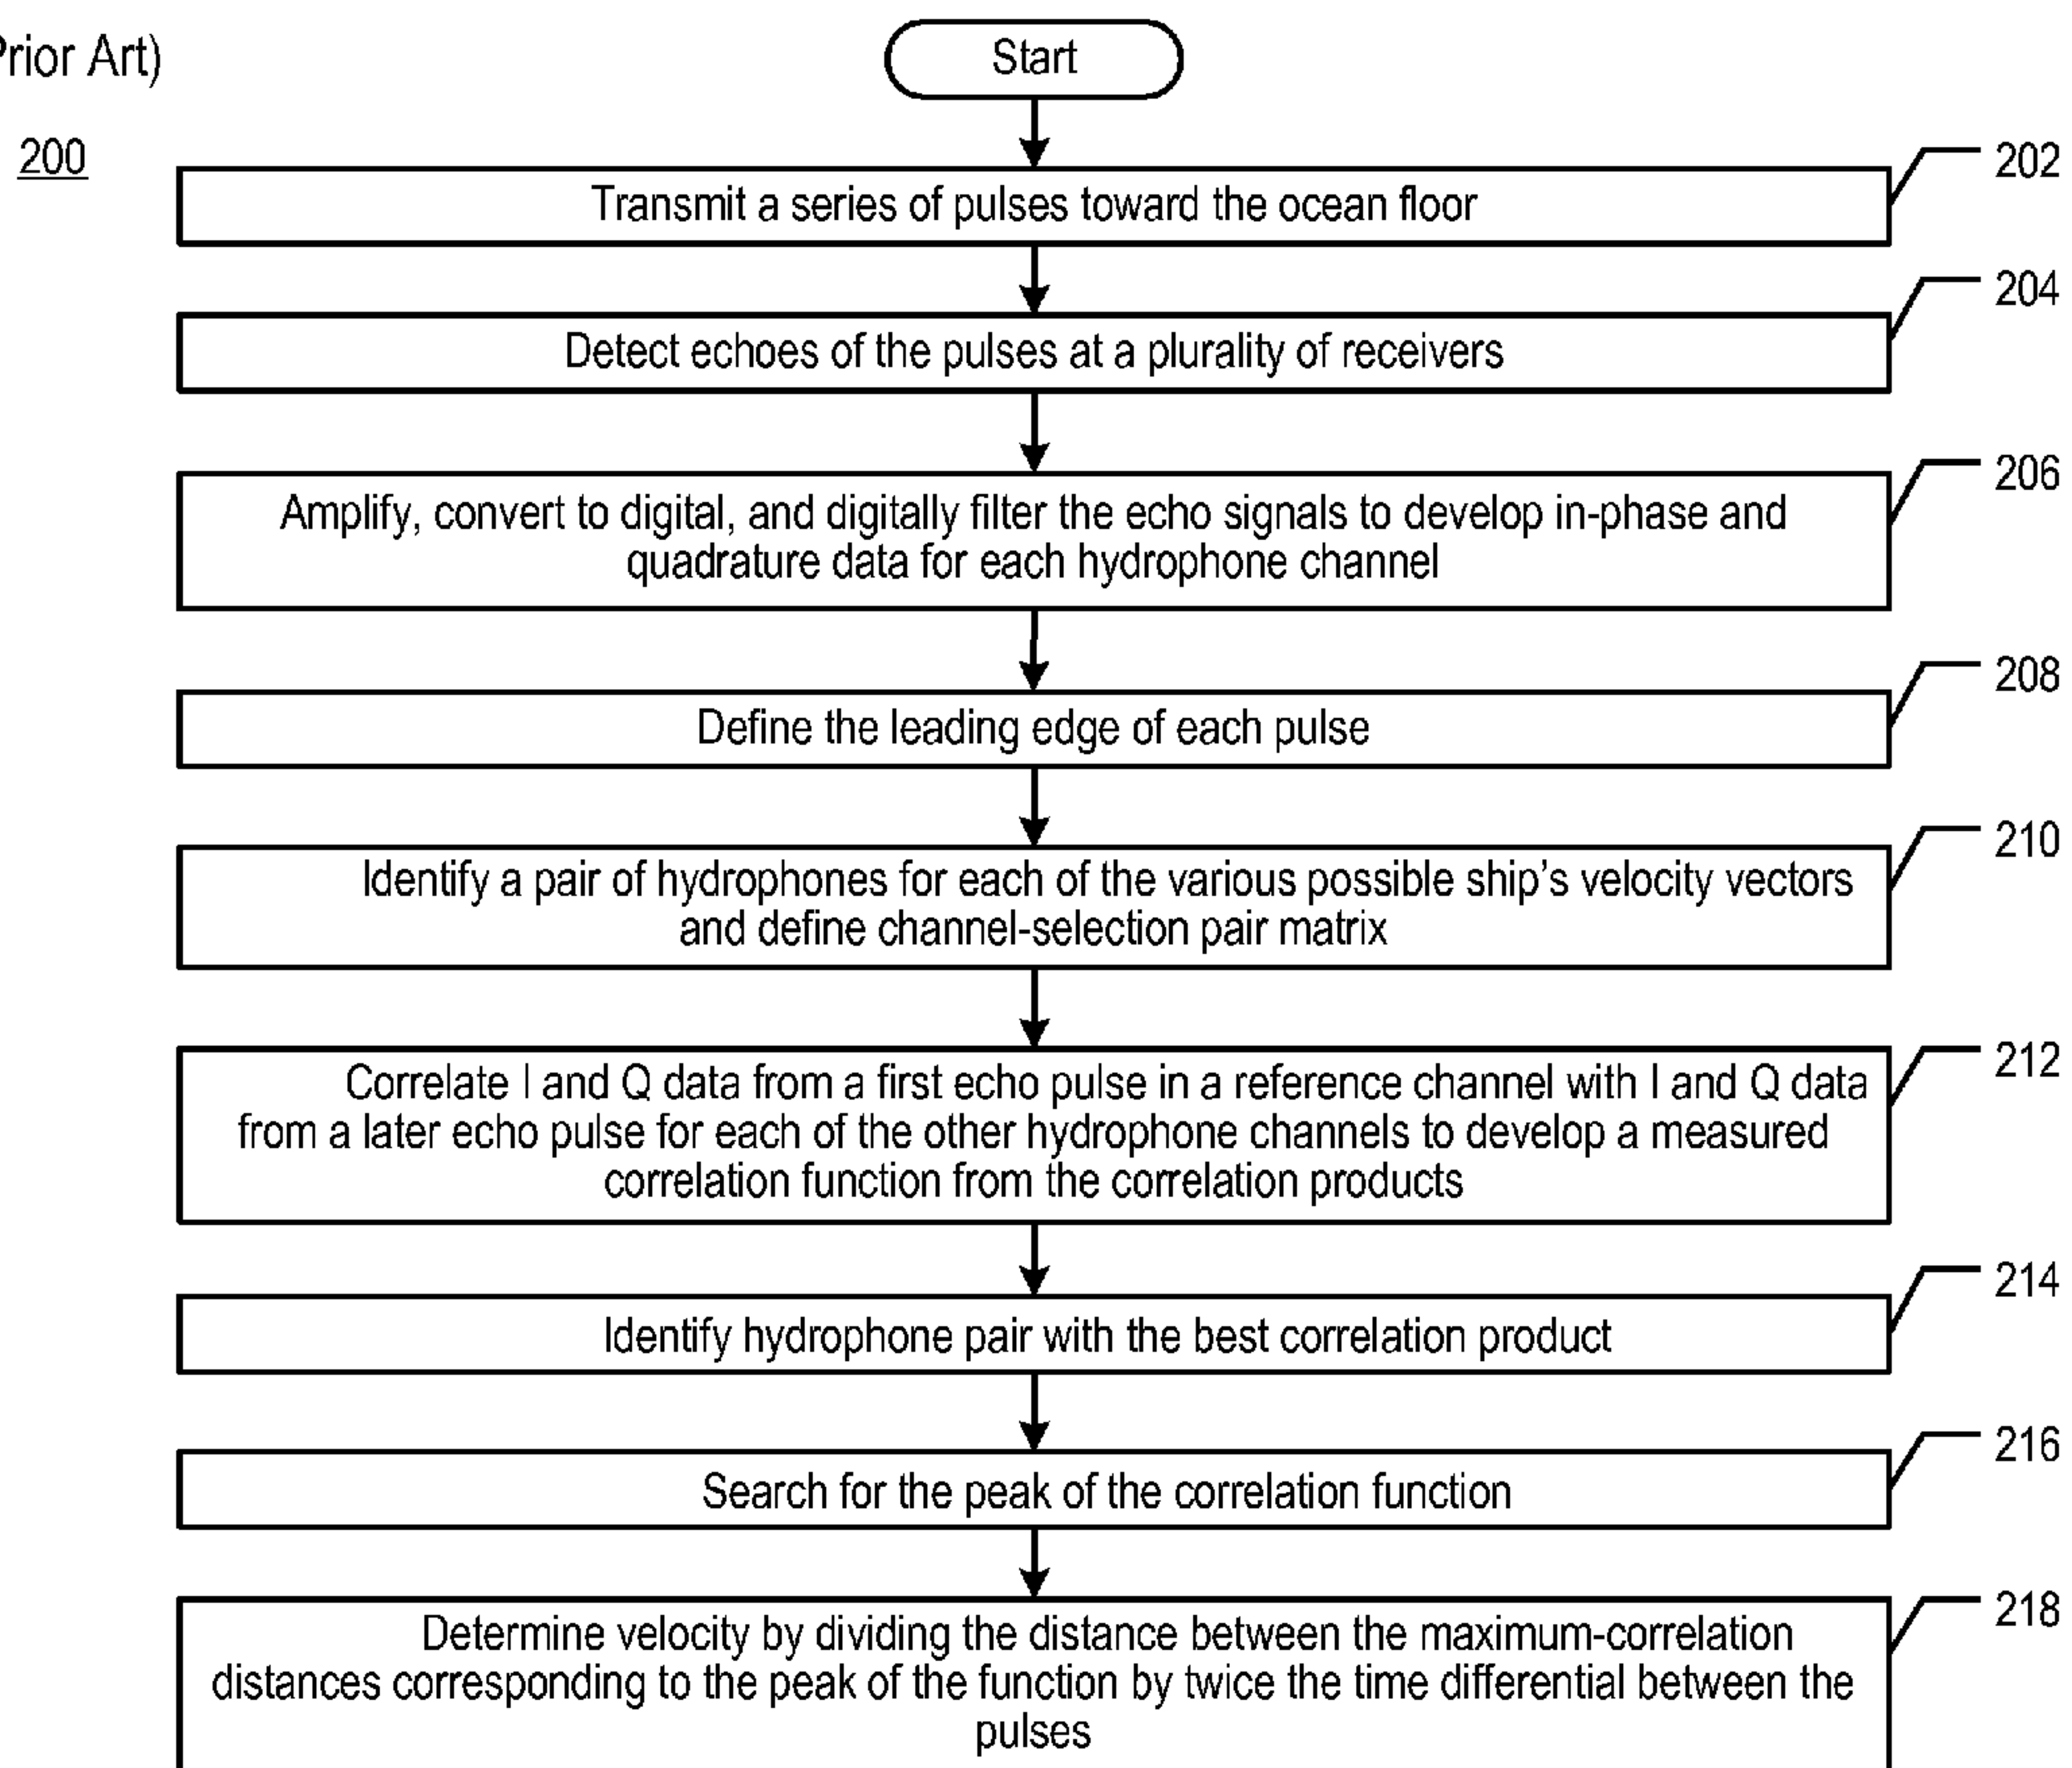 Prior Art)
Start
200
202
Transmit a series of pulses toward the ocean floor
204
Detect echoes of the pulses at a plurality of receivers
206
Amplify, convert to digital, and digitally filter the echo signals to develop in-phase and
quadrature data for each hydrophone channel
208
Define the leading edge of each pulse
210
Identify a pair of hydrophones for each of the various possible ship's velocity vectors
and define channel-selection pair matrix
212
Correlate I and Q data from a first echo pulse in a reference channel with I and Q data
from a later echo pulse for each of the other hydrophone channels to develop a measured
correlation function from the correlation products
214
Identify hydrophone pair with the best correlation product
216
Search for the peak of the correlation function
218
Determine velocity by dividing the distance between the maximum-correlation
distances corresponding to the peak of the function by twice the time differential between the
pulses